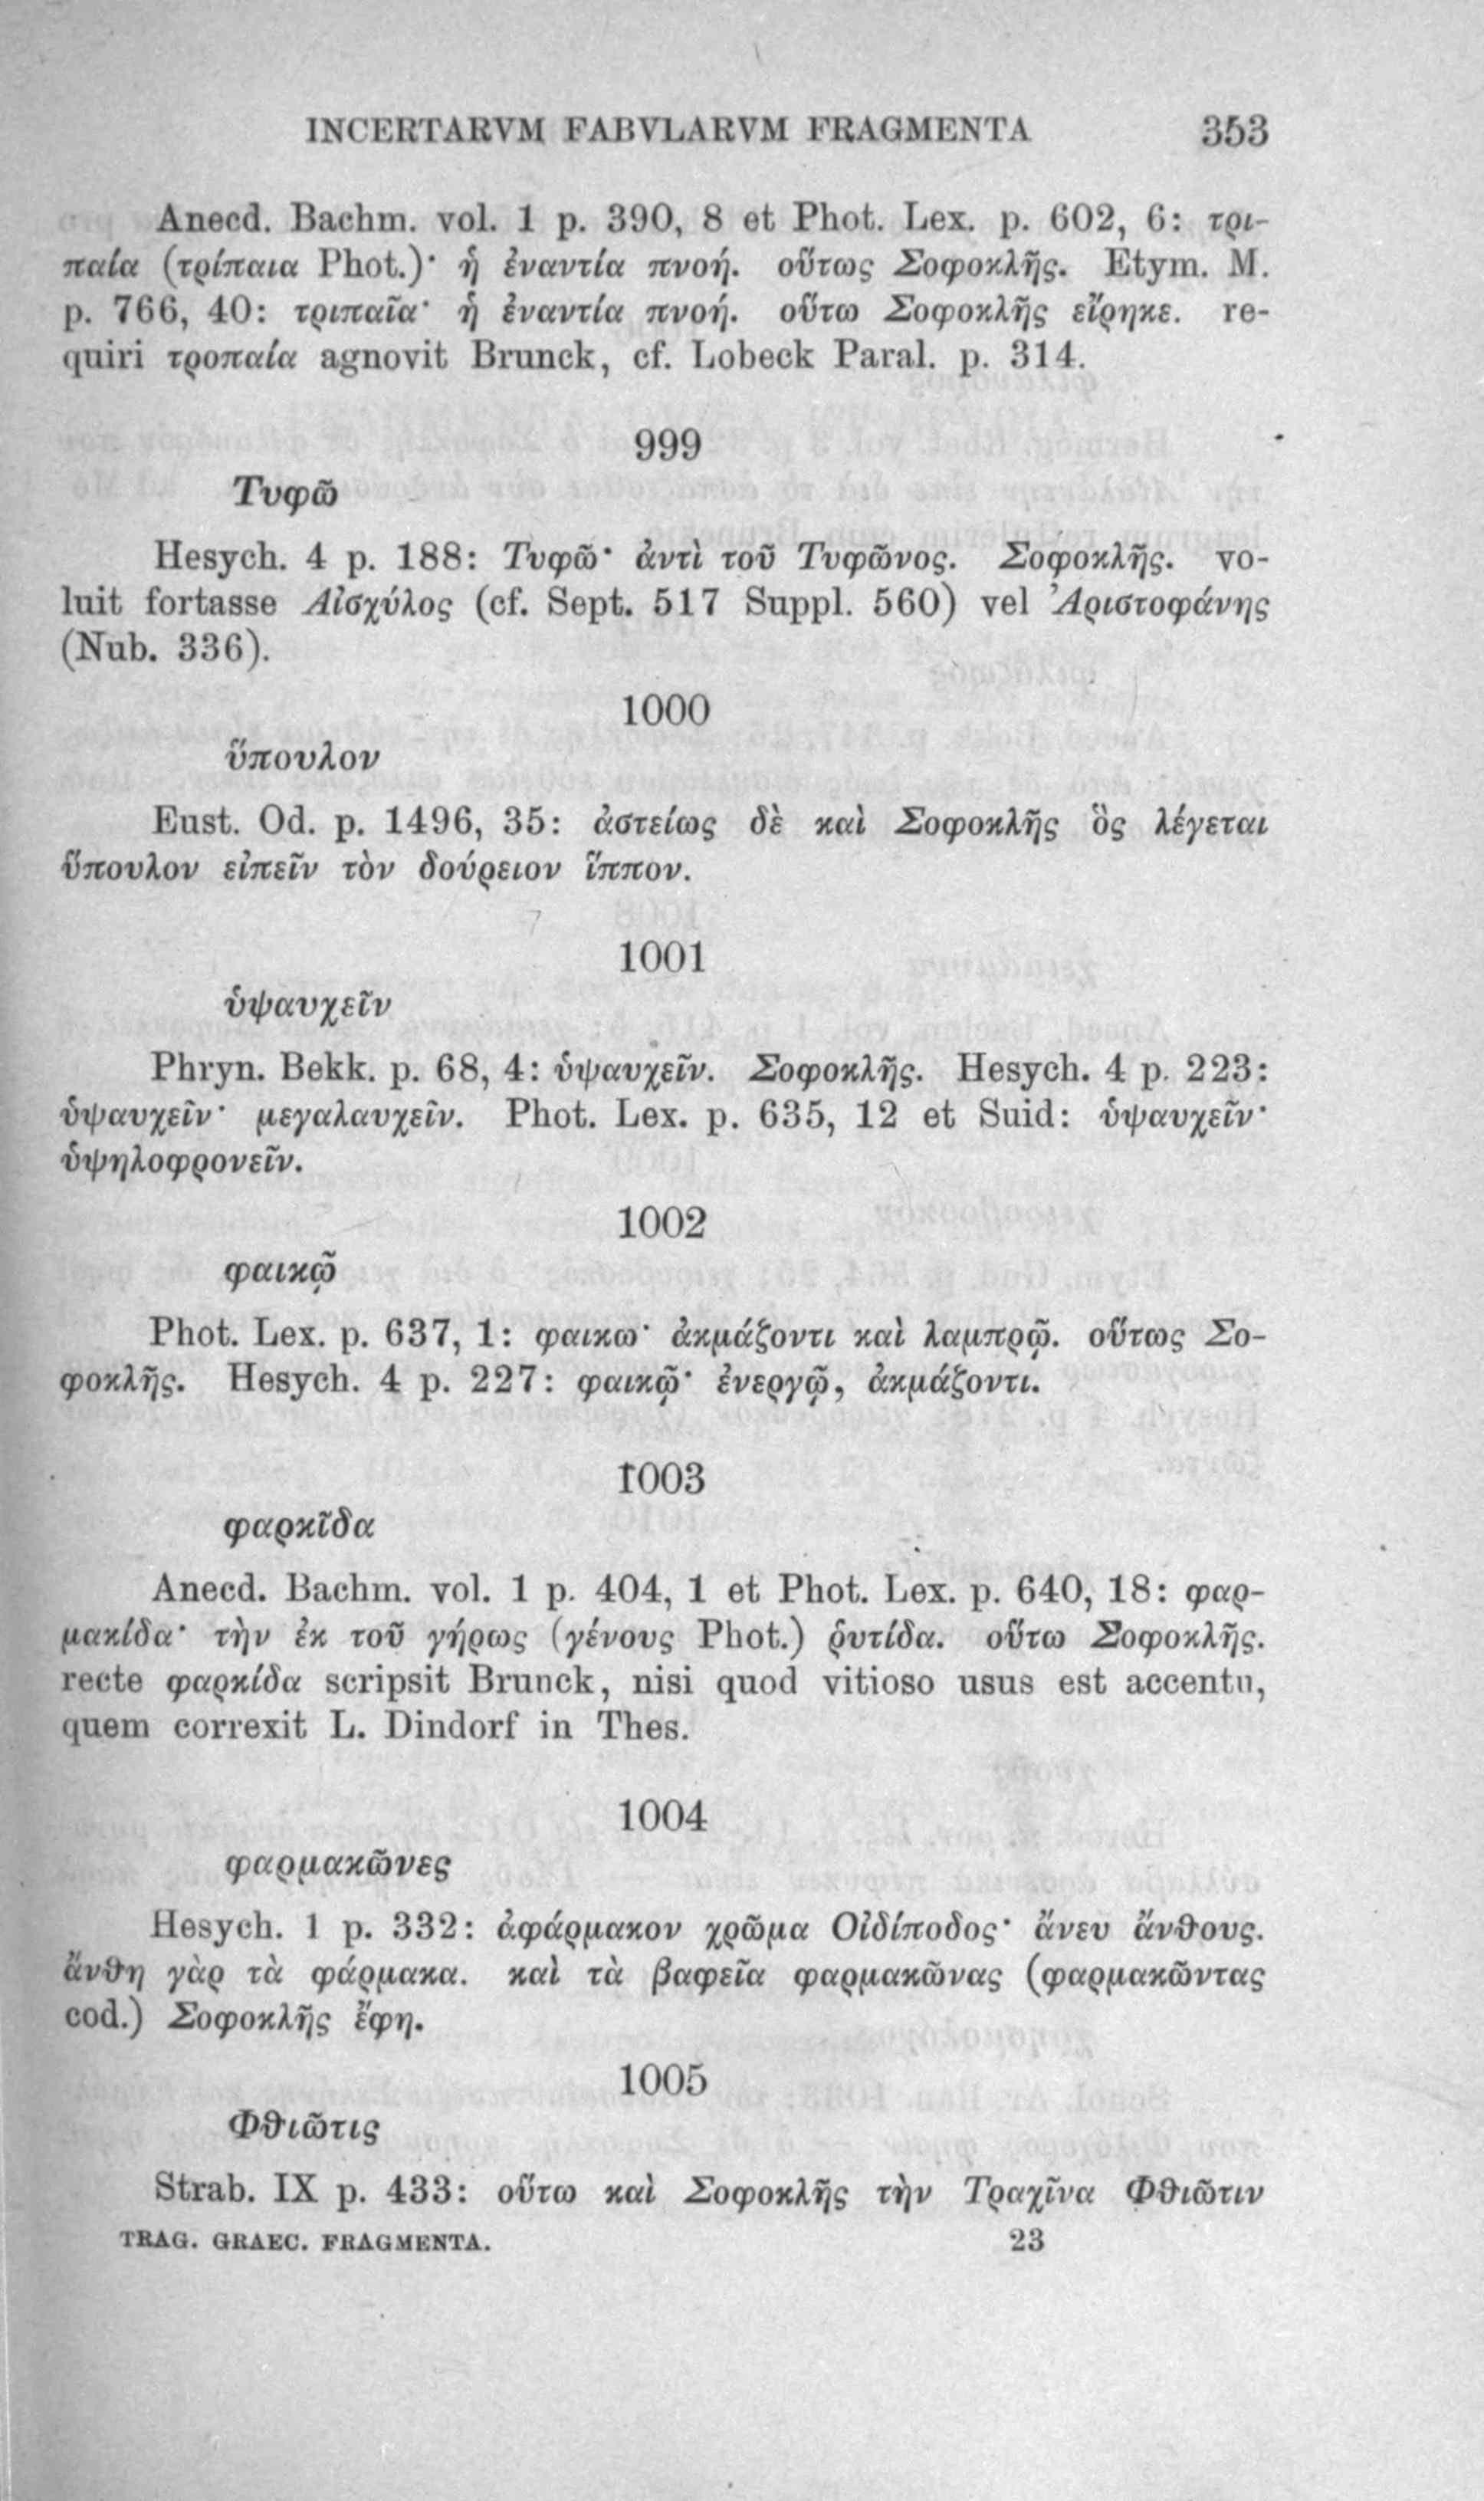 INCERTARVM FABVLARVM FRAGMENTA 353
Anecd. Bachm. vol. 1 p. 390, 8 et Phot. Lex. p. 602, 6: τρι-
παία (τρίπαια Phot.)· ἡ ἐναντία πνοή. οὕτως Σοφοκλῆς. Etym. M.
p. 766, 40: τριπαῖα· ἡ ἐναντία πνοή. οὕτω Σοφοκλῆς εἴρηκε. re-
quiri τροπαία agnovit Brunck, cf. Lobeck Paral. p. 314.
999
Τυφῶ
Hesych. 4 p. 188: Τυφῶ· ἀντὶ τοῦ Τυφῶνος. Σοφοκλῆς. vo-
luit fortasse Αἰσχύλος (cf. Sept. 517 Suppl. 560) vel Ἀριστοφάνης
(Nub. 336).
1000
ὕπουλον
Eust. Od. p. 1496, 35: ἀστείως δὲ καὶ Σοφοκλῆς ὃς λέγεται
ὕπουλον εἰπεῖν τὸν δούρειον ἵππον.
1001
ὑψαυχεῖν
Phryn. Bekk. p. 68, 4: ὑψαυχεῖν. Σοφοκλῆς. Hesych. 4 p. 223:
ὑψαυχεῖν· μεγαλαυχεῖν. Phot. Lex. p. 635, 12 et Suid: ὑψαυχεῖν·
ὑψηλοφρονεῖν.
1002
φαικῷ
Phot. Lex. p. 637, 1: φαικω· ἀκμάζοντι καὶ λαμπρῷ. οὕτως Σο-
φοκλῆς. Hesych. 4 p. 227: φαικῷ· ἐνεργῷ, ἀκμάζοντι.
1003
φαρκῖδα
Anecd. Bachm. vol. 1 p. 404, 1 et Phot. Lex. p. 640, 18: φαρ-
μακίδα· τὴν ἐκ τοῦ γήρως (γένους Phot.) ῥυτίδα. οὕτω Σοφοκλῆς.
recte φαρκίδα scripsit Brunck, nisi quod vitioso usus est accentu,
quem correxit L. Dindorf in Thes.
1004
φαρμακῶνες
Hesych. 1 p. 332: ἀφάρμακον χρῶμα Οἰδίποδος· ἄνευ ἄνθους.
ἄνθη γὰρ τὰ φάρμακα. καὶ τὰ βαφεῖα φαρμακῶνας (φαρμακῶντας
cod.) Σοφοκλῆς ἔφη.
1005
Φθιῶτις
Strab. IX p. 433: οὕτω καὶ Σοφοκλῆς τὴν Τραχῖνα Φθιῶτιν
TRAG. GRAEC. FRAGMENTA. 23